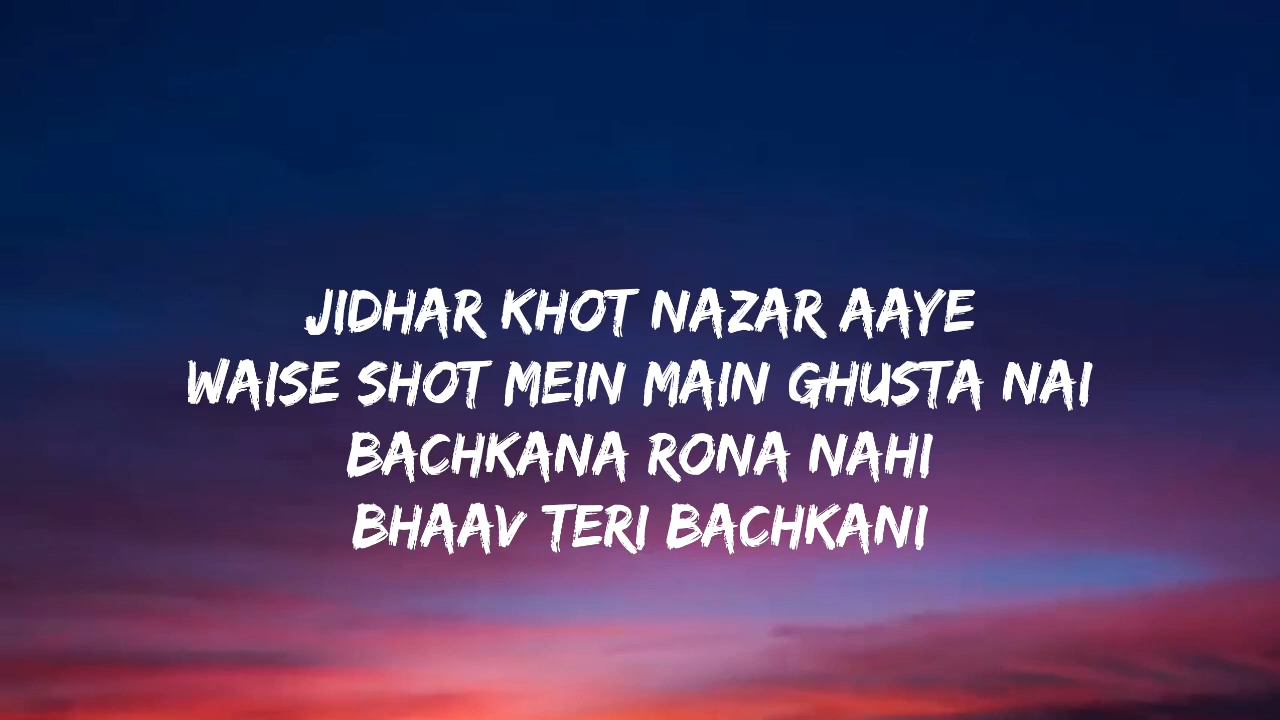 JIDHAR KHOT NAZAR AAYE
WAISE SHOT MEIN MAIN GHUSTA NAI
BACHKANA RONA NAHI
BHAAV TERI BACHKANI